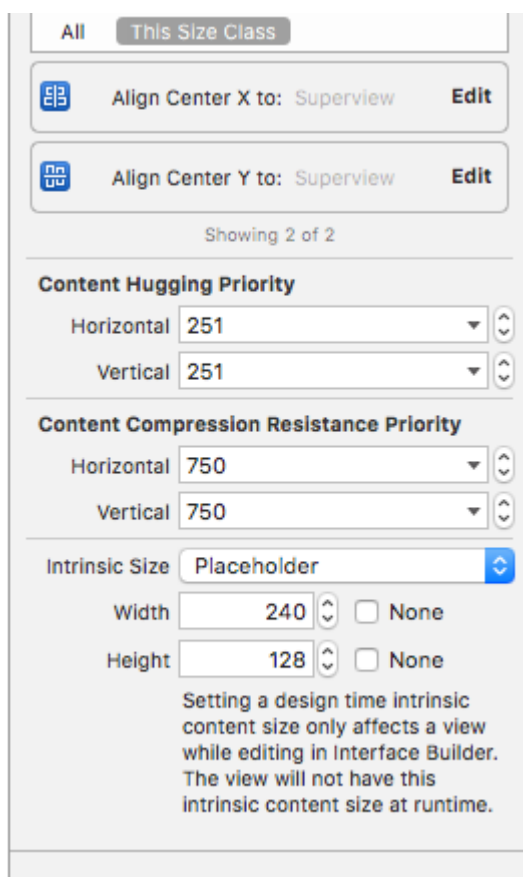 All This Size Class
Align Center X to: Superview Edit
Align Center Y to: Superview Edit
Showing 2 of 2
Content Hugging Priority
Horizontal 251
Vertical 251
Content Compression Resistance Priority
Horizontal 750
Vertical 750
Intrinsic Size Placeholder
Width 240 None
Height 128 None
Setting a design time intrinsic
content size only affects a view
while editing in Interface Builder.
The view will not have this
intrinsic content size at runtime.